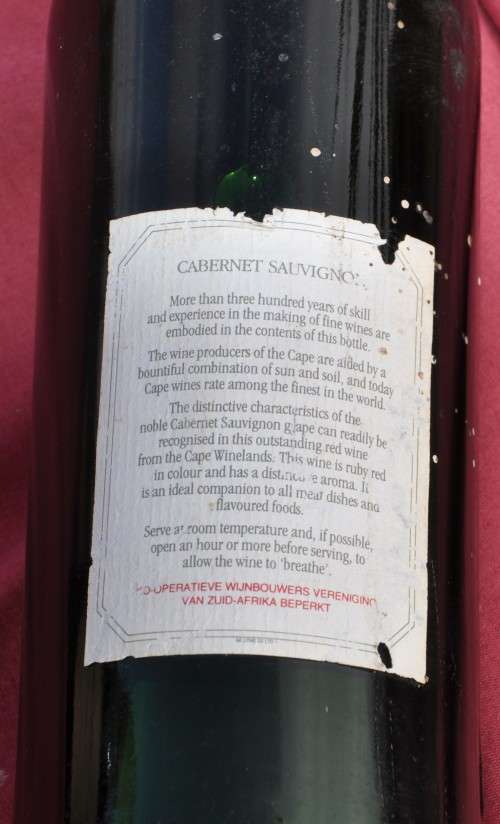 CABERNET SAUVIGNO
More than three hundred years of skill
and experience in the making of fine wines are
embodied in the contents of this bottle.
The wine producers of the Cape are aided by a
bountiful combination of sun and soil, and today
Cape wines rate among the finest in the world.
The distinctive characteristics of the
noble Cabernet Sauvignon grape can readily be
recognised in this outstanding red wine
from the Cape Winelands. This wine is ruby red
in colour and has a distinctive aroma. It
is an ideal companion to all meat dishes and
flavoured foods.
Serve at room temperature and, if possible,
open an hour or more before serving, to
allow the wine to 'breathe'.
O-OPERATIEVE WIJNBOUWERS VERENIGING
VAN ZUID-AFRIKA BEPERKT